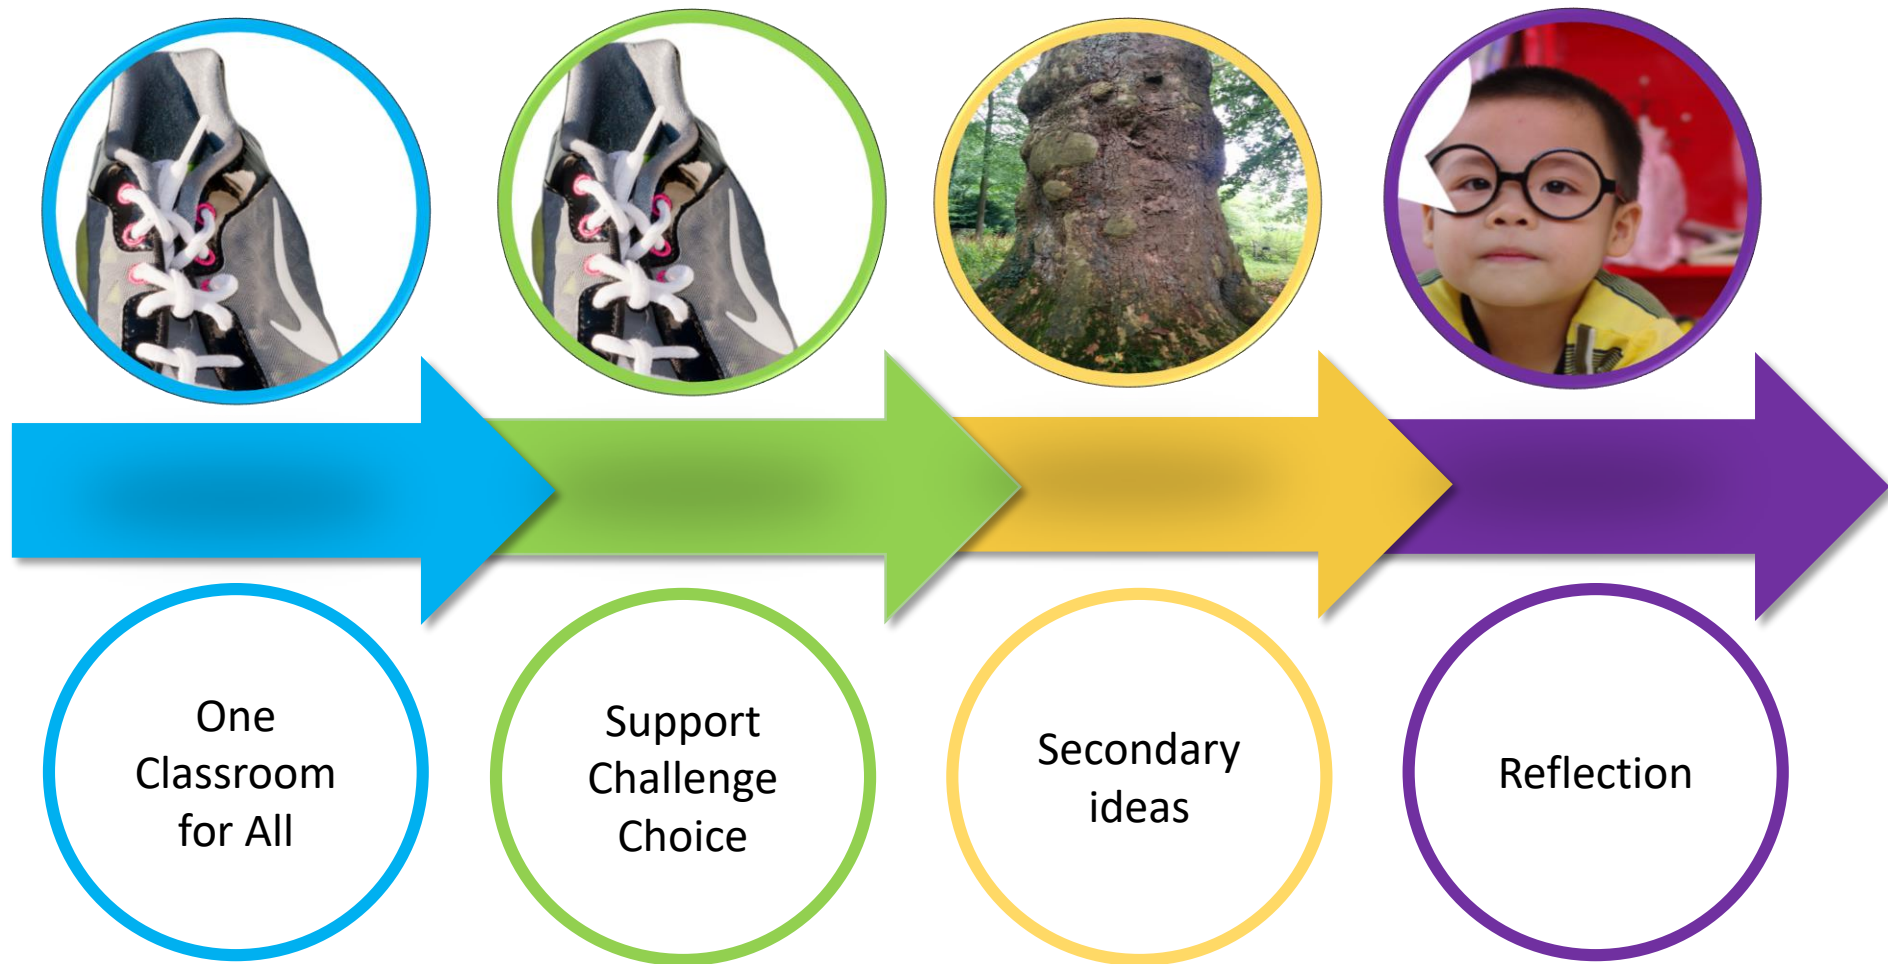 One
Classroom
for All
Support
Challenge
Choice
Secondary
ideas
Reflection